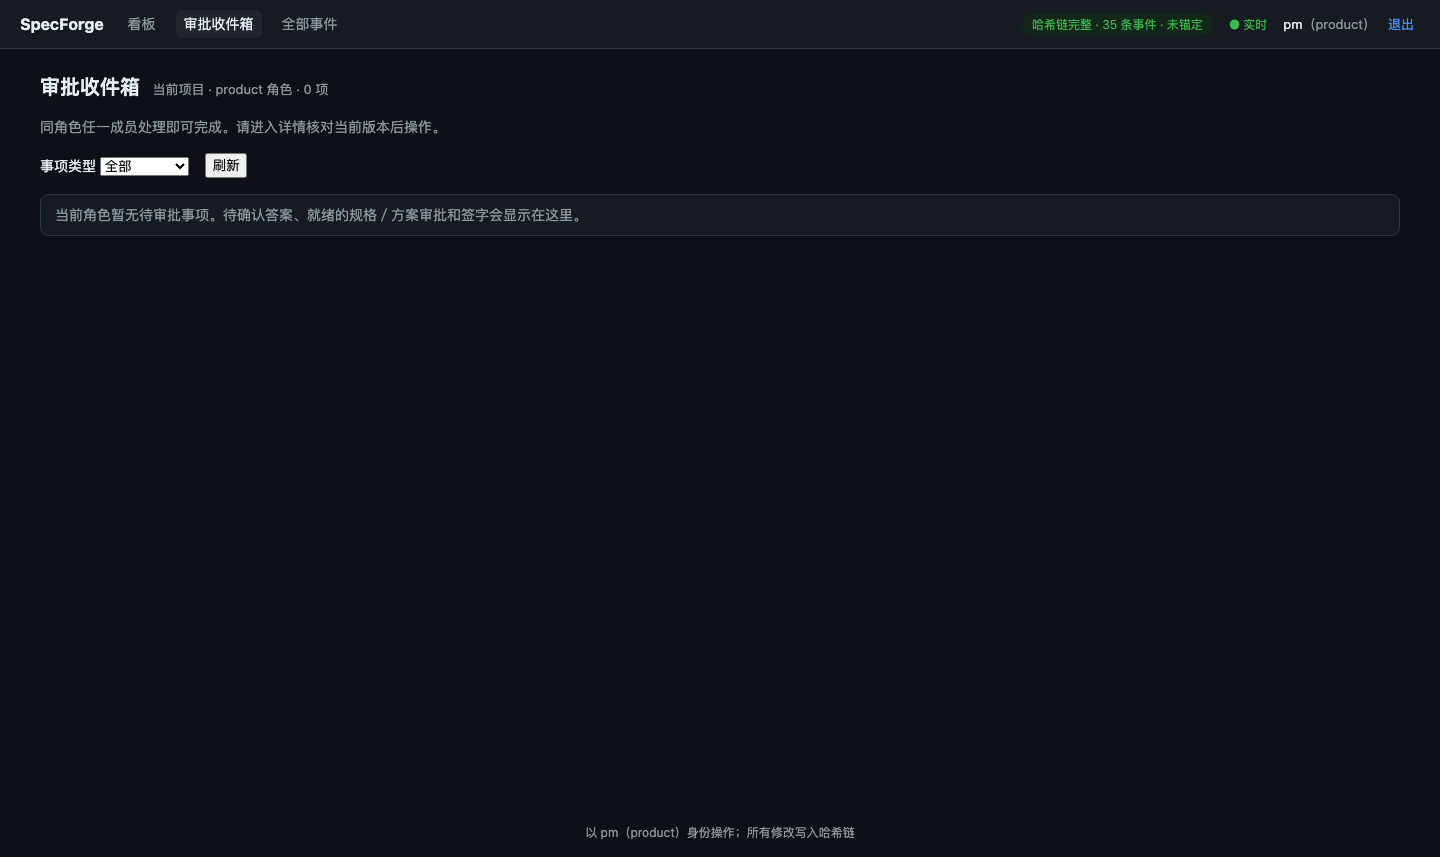 SpecForge 看板 审批收件箱 全部事件 哈希链完整 · 35 条事件 · 未锚定 实时 pm（product） 退出
审批收件箱 当前项目 · product 角色 · 0 项
同角色任一成员处理即可完成。请进入详情核对当前版本后操作。
事项类型 全部 刷新
当前角色暂无待审批事项。待确认答案、就绪的规格 / 方案审批和签字会显示在这里。
以 pm（product）身份操作；所有修改写入哈希链